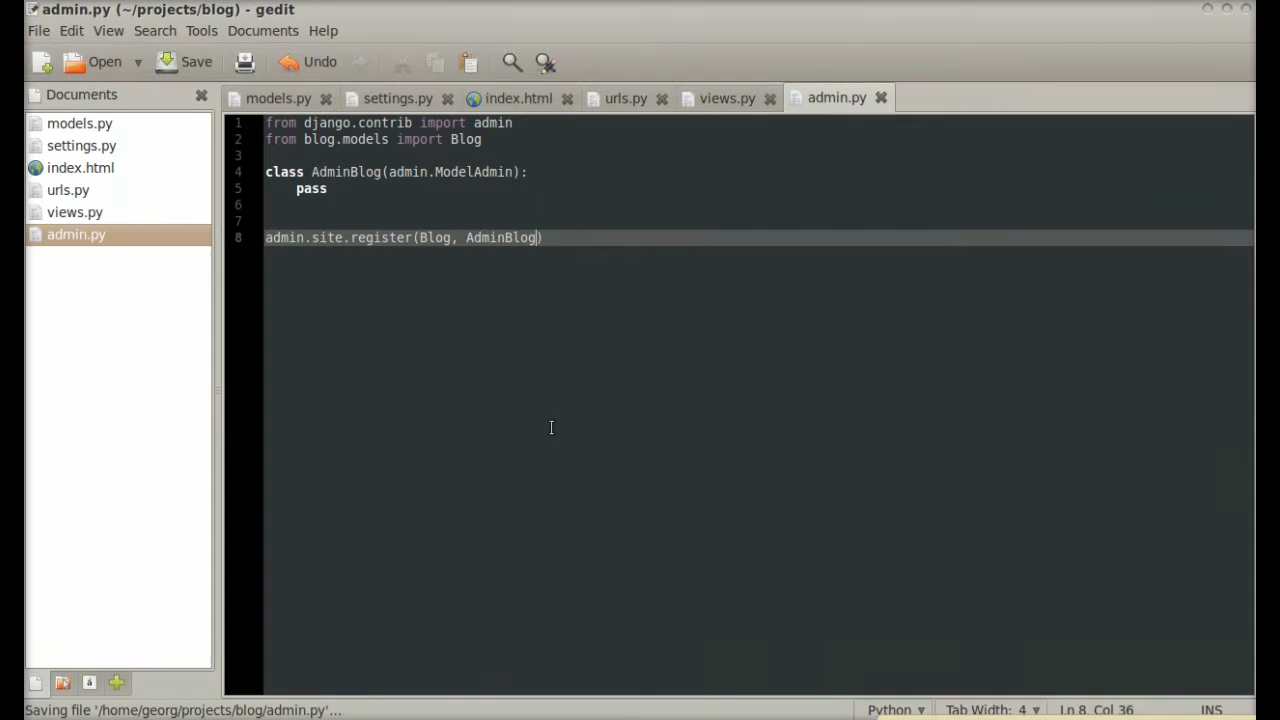 admin.py (~/projects/blog) - gedit
File Edit View Search Tools Documents Help
Open Save Undo
Documents
models.py settings.py index.html urls.py views.py admin.py
models.py
settings.py
index.html
urls.py
views.py
admin.py
1 from django.contrib import admin
2 from blog.models import Blog
3
4 class AdminBlog(admin.ModelAdmin):
5 pass
6
7
8 admin.site.register(Blog, AdminBlog)
Saving file '/home/georg/projects/blog/admin.py'… Python Tab Width: 4 Ln 8, Col 36 INS